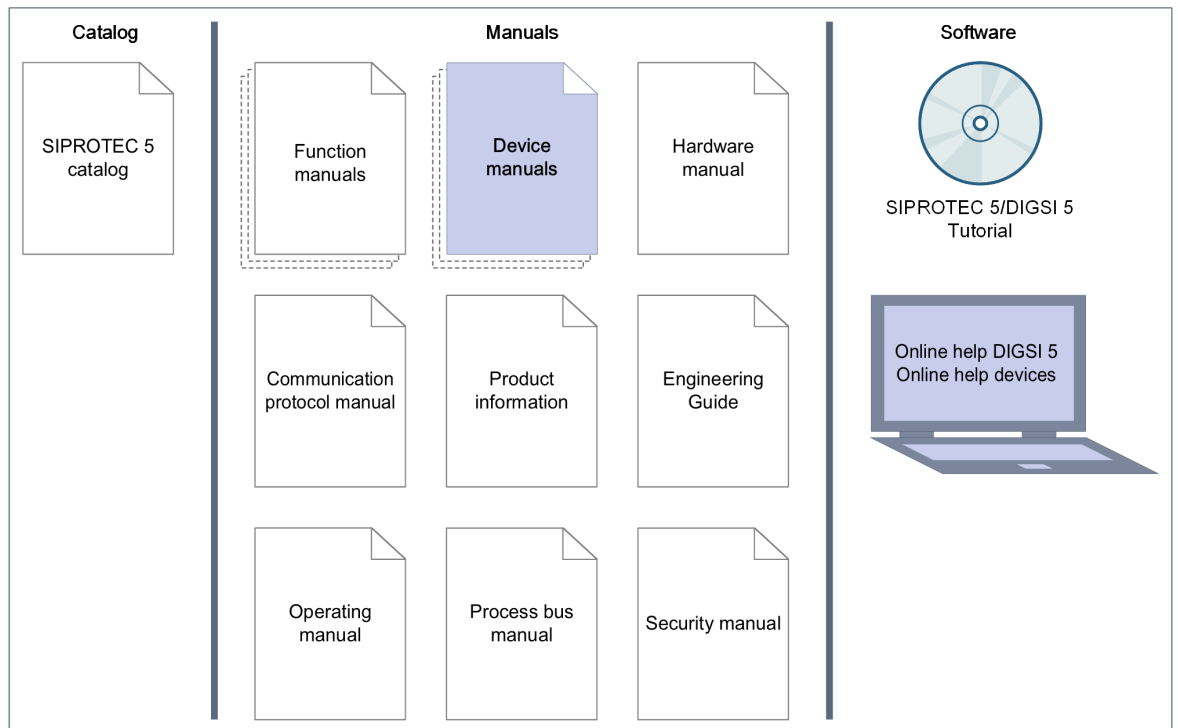 Catalog
Manuals
Software
SIPROTEC 5
catalog
Function
manuals
Device
manuals
Hardware
manual
SIPROTEC 5/DIGSI 5
Tutorial
Communication
protocol manual
Product
information
Engineering
Guide
Online help DIGSI 5
Online help devices
Operating
manual
Process bus
manual
Security manual